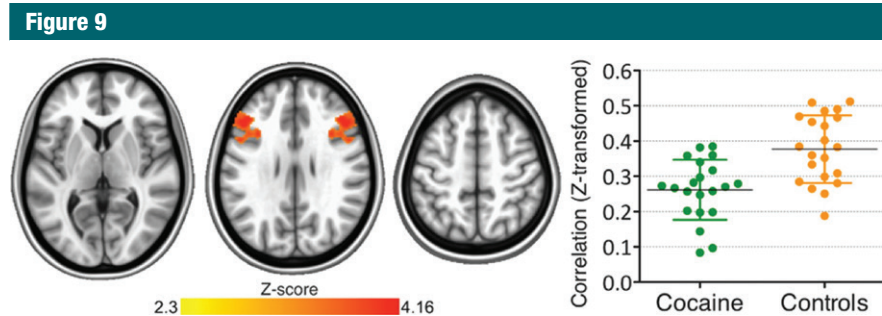 Figure 9
Z-score
2.3 4.16
Correlation (Z-transformed)
0.6
0.5
0.4
0.3
0.2
0.1
0.0
Cocaine Controls